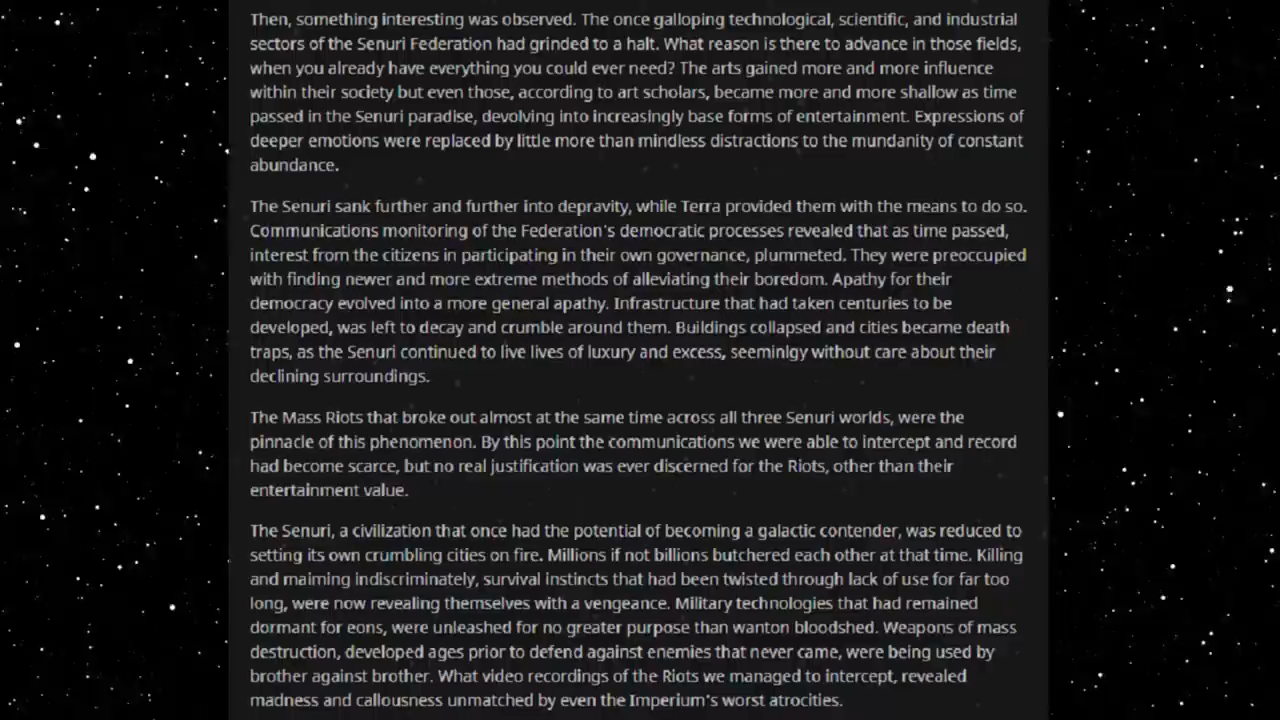 Then, something interesting was observed. The once galloping technological, scientific, and industrial
sectors of the Senuri Federation had grinded to a halt. What reason is there to advance in those fields,
when you already have everything you could ever need? The arts gained more and more influence
within their society but even those, according to art scholars, became more and more shallow as time
passed in the Senuri paradise, devolving into increasingly base forms of entertainment. Expressions of
deeper emotions were replaced by little more than mindless distractions to the mundanity of constant
abundance.
The Senuri sank further and further into depravity, while Terra provided them with the means to do so.
Communications monitoring of the Federation's democratic processes revealed that as time passed,
interest from the citizens in participating in their own governance, plummeted. They were preoccupied
with finding newer and more extreme methods of alleviating their boredom. Apathy for their
democracy evolved into a more general apathy. Infrastructure that had taken centuries to be
developed, was left to decay and crumble around them. Buildings collapsed and cities became death
traps, as the Senuri continued to live lives of luxury and excess, seeminlgy without care about their
declining surroundings.
The Mass Riots that broke out almost at the same time across all three Senuri worlds, were the
pinnacle of this phenomenon. By this point the communications we were able to intercept and record
had become scarce, but no real justification was ever discerned for the Riots, other than their
entertainment value.
The Senuri, a civilization that once had the potential of becoming a galactic contender, was reduced to
setting its own crumbling cities on fire. Millions if not billions butchered each other at that time. Killing
and maiming indiscriminately, survival instincts that had been twisted through lack of use for far too
long, were now revealing themselves with a vengeance. Military technologies that had remained
dormant for eons, were unleashed for no greater purpose than wanton bloodshed. Weapons of mass
destruction, developed ages prior to defend against enemies that never came, were being used by
brother against brother. What video recordings of the Riots we managed to intercept, revealed
madness and callousness unmatched by even the Imperium's worst atrocities.